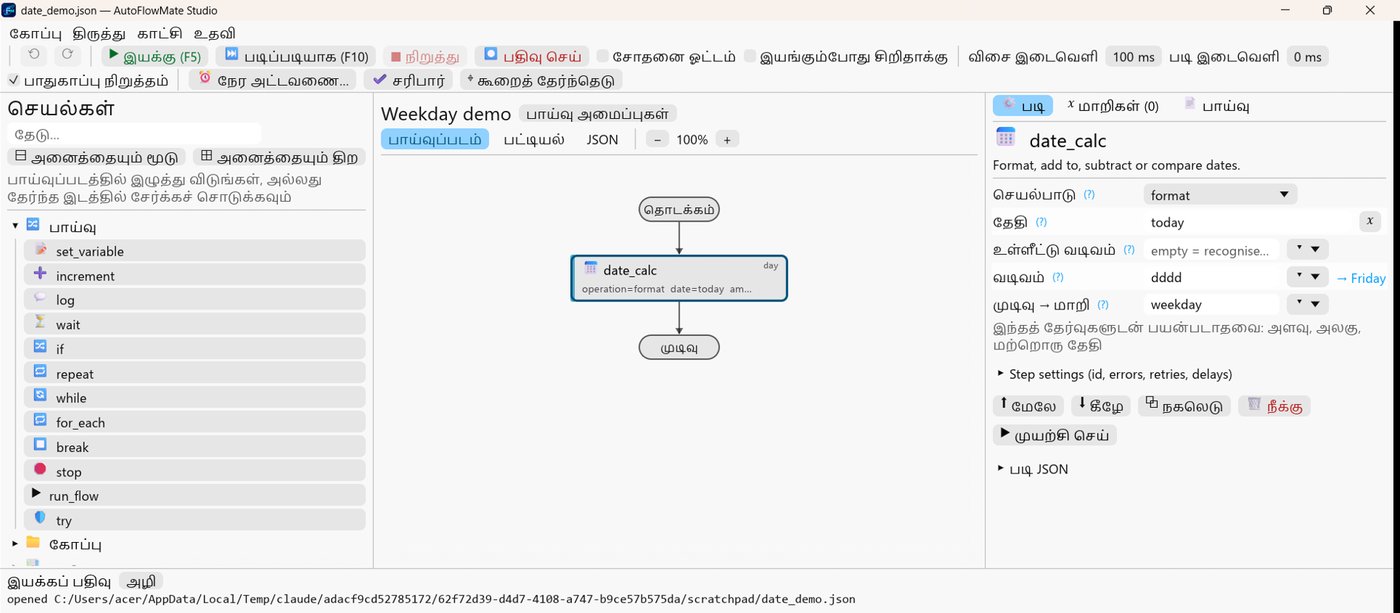 date_demo.json — AutoFlowMate Studio
கோப்பு திருத்து காட்சி உதவி
இயக்கு (F5) படிப்படியாக (F10) நிறுத்து பதிவு செய் சோதனை ஓட்டம் இயங்கும்போது சிறிதாக்கு விசை இடைவெளி 100 ms படி இடைவெளி 0 ms
பாதுகாப்பு நிறுத்தம் நேர அட்டவணை... சரிபார் கூறைத் தேர்ந்தெடு
செயல்கள்
தேடு...
அனைத்தையும் மூடு அனைத்தையும் திற
பாய்வுப்படத்தில் இழுத்து விடுங்கள், அல்லது
தேர்ந்த இடத்தில் சேர்க்கச் சொடுக்கவும்
பாய்வு
set_variable
increment
log
wait
if
repeat
while
for_each
break
stop
run_flow
try
கோப்பு
Weekday demo பாய்வு அமைப்புகள்
பாய்வுப்படம் பட்டியல் JSON − 100% +
தொடக்கம்
date_calc day
operation=format date=today am...
முடிவு
படி x மாறிகள் (0) பாய்வு
date_calc
Format, add to, subtract or compare dates.
செயல்பாடு (?) format
தேதி (?) today x
உள்ளீட்டு வடிவம் (?) empty = recognise...
வடிவம் (?) dddd → Friday
முடிவு → மாறி (?) weekday
இந்தத் தேர்வுகளுடன் பயன்படாதவை: அளவு, அலகு,
மற்றொரு தேதி
Step settings (id, errors, retries, delays)
மேலே கீழே நகலெடு நீக்கு
முயற்சி செய்
படி JSON
இயக்கப் பதிவு அழி
opened C:/Users/acer/AppData/Local/Temp/claude/adacf9cd52785172/62f72d39-d4d7-4108-a747-b9ce57b575da/scratchpad/date_demo.json